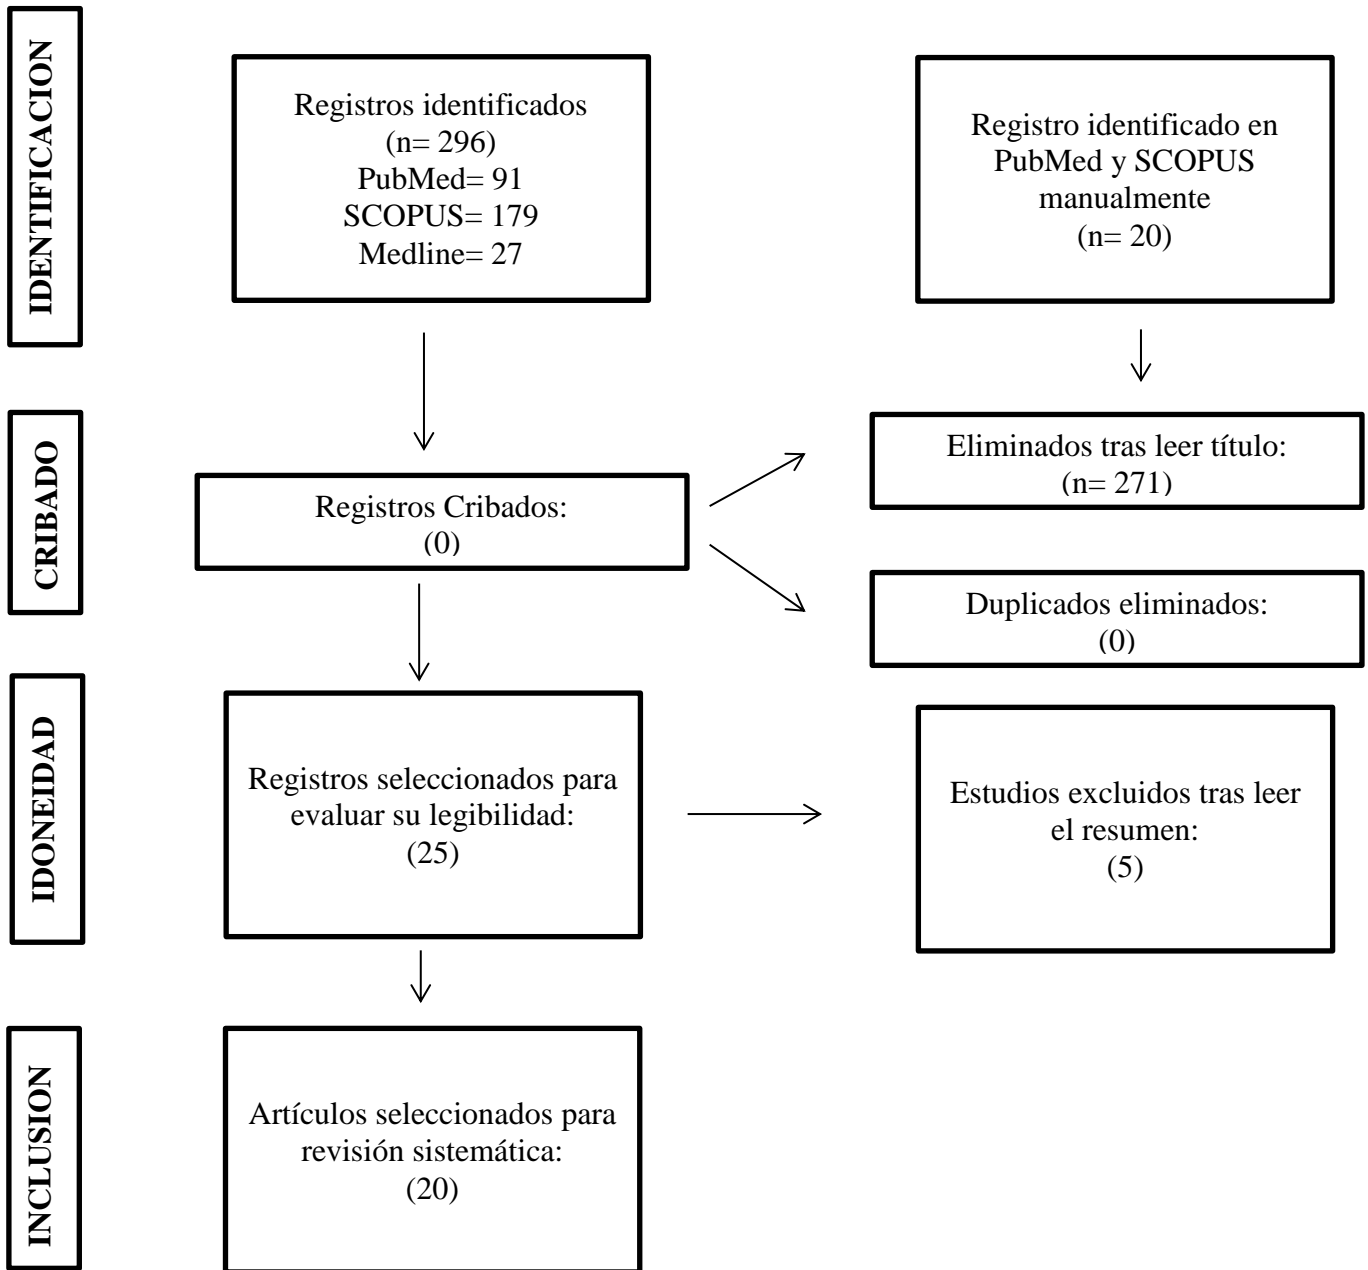 IDENTIFICACION
Registros identificados
(n= 296)
PubMed= 91
SCOPUS= 179
Medline= 27
Registro identificado en
PubMed y SCOPUS
manualmente
(n= 20)
CRIBADO
Registros Cribados:
(0)
Eliminados tras leer título:
(n= 271)
Duplicados eliminados:
(0)
IDONEIDAD
Registros seleccionados para
evaluar su legibilidad:
(25)
Estudios excluidos tras leer
el resumen:
(5)
INCLUSION
Artículos seleccionados para
revisión sistemática:
(20)